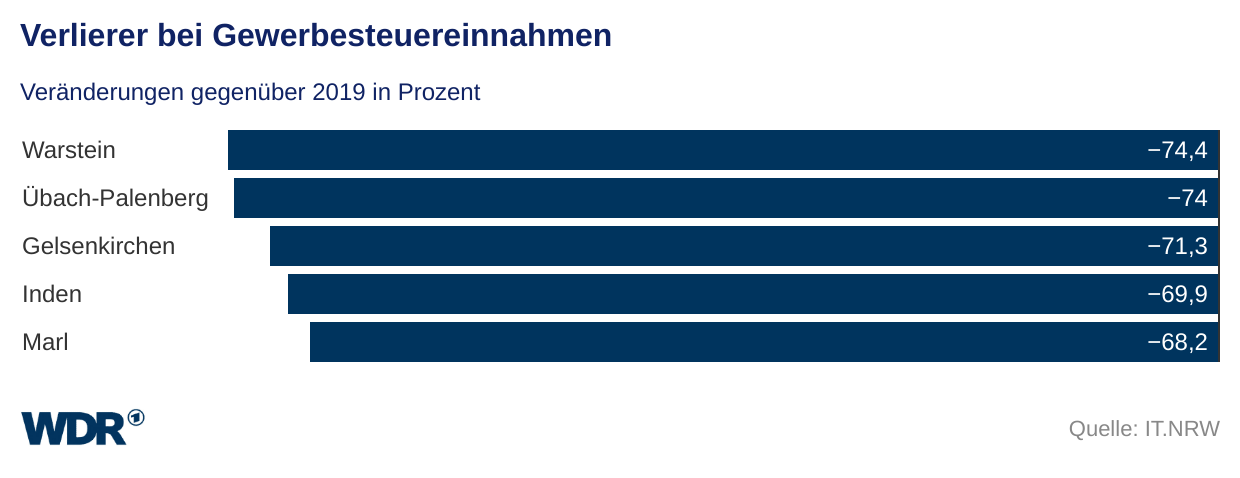 Verlierer bei Gewerbesteuereinnahmen
Veränderungen gegenüber 2019 in Prozent
Warstein −74,4
Übach-Palenberg −74
Gelsenkirchen −71,3
Inden −69,9
Marl −68,2
WDR
Quelle: IT.NRW